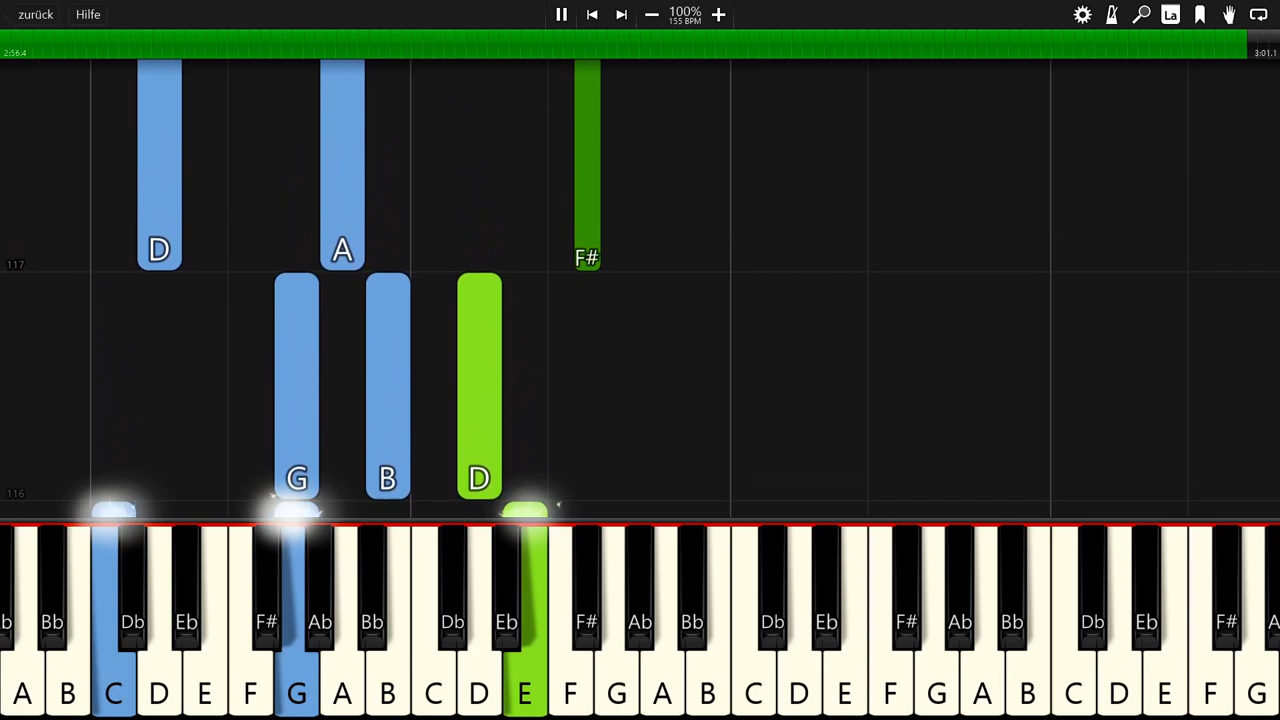 zurück Hilfe 100% La
155 BPM
2:56.4 3:01.1
D A F#
117
G B D
116
b Bb Db Eb F# Ab Bb Db Eb F# Ab Bb Db Eb F# Ab Bb Db Eb F# A
A B C D E F G A B C D E F G A B C D E F G A B C D E F G